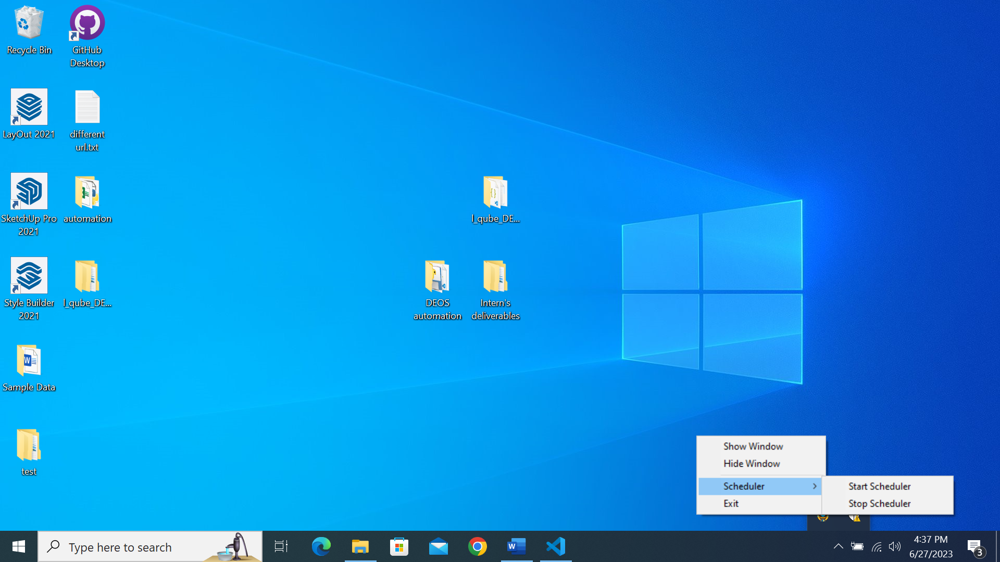 Recycle Bin
GitHub
Desktop
LayOut 2021
different
url.txt
SketchUp Pro
2021
automation
l_qube_DE...
Style Builder
2021
l_qube_DE...
DEOS
automation
Intern's
deliverables
Sample Data
test
Show Window
Hide Window
Scheduler
Exit
Start Scheduler
Stop Scheduler
Type here to search
4:37 PM
6/27/2023
3